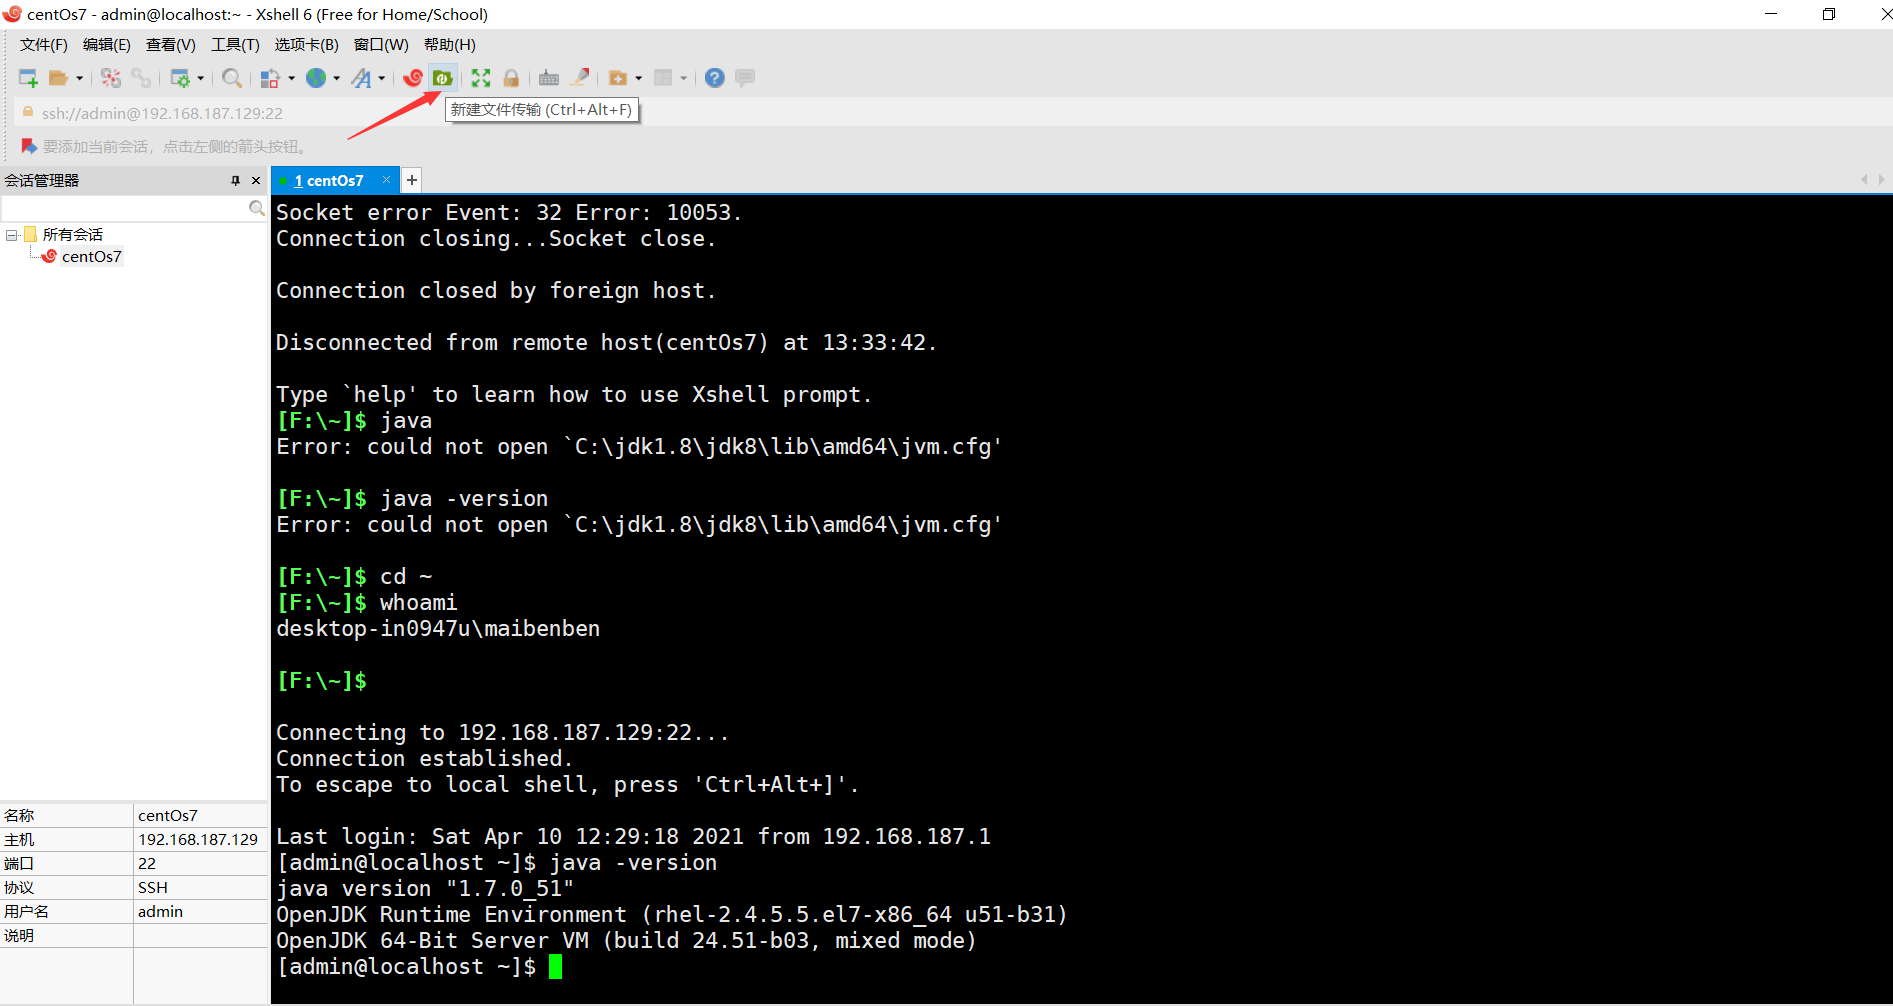 centOs7 - admin@localhost:~ - Xshell 6 (Free for Home/School)
文件(F) 编辑(E) 查看(V) 工具(T) 选项卡(B) 窗口(W) 帮助(H)
新建文件传输 (Ctrl+Alt+F)
ssh://admin@192.168.187.129:22
要添加当前会话，点击左侧的箭头按钮。
会话管理器
1 centOs7
所有会话
centOs7
Socket error Event: 32 Error: 10053.
Connection closing...Socket close.
Connection closed by foreign host.
Disconnected from remote host(centOs7) at 13:33:42.
Type `help' to learn how to use Xshell prompt.
[F:\~]$ java
Error: could not open `C:\jdk1.8\jdk8\lib\amd64\jvm.cfg'
[F:\~]$ java -version
Error: could not open `C:\jdk1.8\jdk8\lib\amd64\jvm.cfg'
[F:\~]$ cd ~
[F:\~]$ whoami
desktop-in0947u\maibenben
[F:\~]$
Connecting to 192.168.187.129:22...
Connection established.
To escape to local shell, press 'Ctrl+Alt+]'.
Last login: Sat Apr 10 12:29:18 2021 from 192.168.187.1
[admin@localhost ~]$ java -version
java version "1.7.0_51"
OpenJDK Runtime Environment (rhel-2.4.5.5.el7-x86_64 u51-b31)
OpenJDK 64-Bit Server VM (build 24.51-b03, mixed mode)
[admin@localhost ~]$
名称 centOs7
主机 192.168.187.129
端口 22
协议 SSH
用户名 admin
说明